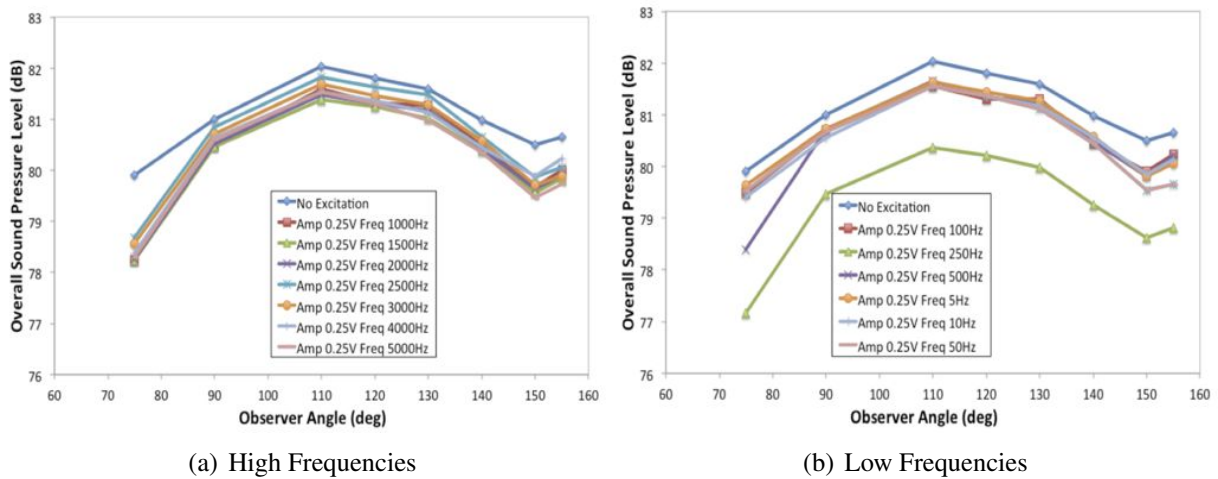 83
82
81
80
79
78
77
76
Overall Sound Pressure Level (dB)
No Excitation
Amp 0.25V Freq 1000Hz
Amp 0.25V Freq 1500Hz
Amp 0.25V Freq 2000Hz
Amp 0.25V Freq 2500Hz
Amp 0.25V Freq 3000Hz
Amp 0.25V Freq 4000Hz
Amp 0.25V Freq 5000Hz
60 70 80 90 100 110 120 130 140 150 160
Observer Angle (deg)
(a) High Frequencies
83
82
81
80
79
78
77
76
Overall Sound Pressure Level (dB)
No Excitation
Amp 0.25V Freq 100Hz
Amp 0.25V Freq 250Hz
Amp 0.25V Freq 500Hz
Amp 0.25V Freq 5Hz
Amp 0.25V Freq 10Hz
Amp 0.25V Freq 50Hz
60 70 80 90 100 110 120 130 140 150 160
Observer Angle (deg)
(b) Low Frequencies